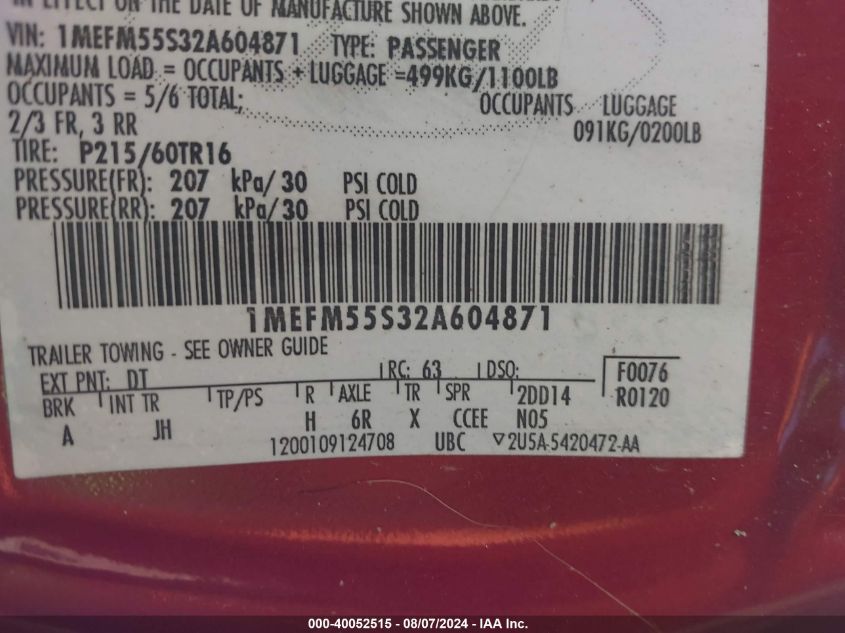 IN EFFECT ON THE DATE OF MANUFACTURE SHOWN ABOVE.
VIN: 1MEFM55S32A604871 TYPE: PASSENGER
MAXIMUM LOAD = OCCUPANTS + LUGGAGE =499KG/1100LB
OCCUPANTS = 5/6 TOTAL; OCCUPANTS LUGGAGE
2/3 FR, 3 RR 091KG/0200LB
TIRE: P215/60TR16
PRESSURE(FR): 207 kPa/30 PSI COLD
PRESSURE(RR): 207 kPa/30 PSI COLD
1MEFM55S32A604871
TRAILER TOWING - SEE OWNER GUIDE
EXT PNT: DT RC: 63 DSO: F0076
BRK INT TR TP/PS R AXLE TR SPR 2DD14 R0120
A JH H 6R X CCEE N05
1200109124708 UBC ▽2U5A-5420472-AA
000-40052515 - 08/07/2024 - IAA Inc.